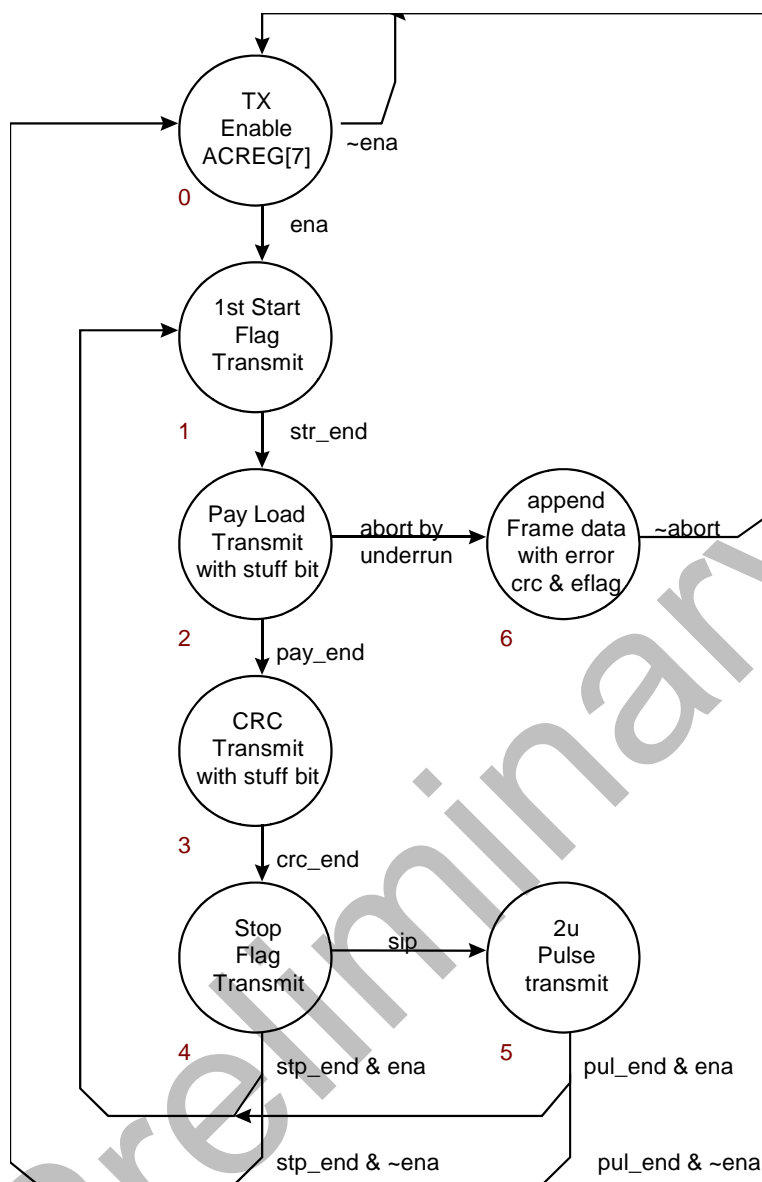 TX
Enable
ACREG[7]
~ena
0
ena
1st Start
Flag
Transmit
1
str_end
Pay Load
Transmit
with stuff bit
abort by
underrun
append
Frame data
with error
crc & eflag
~abort
2
6
pay_end
CRC
Transmit
with stuff bit
3
crc_end
Stop
Flag
Transmit
sip
2u
Pulse
transmit
4
stp_end & ena
5
pul_end & ena
stp_end & ~ena
pul_end & ~ena
Preliminary